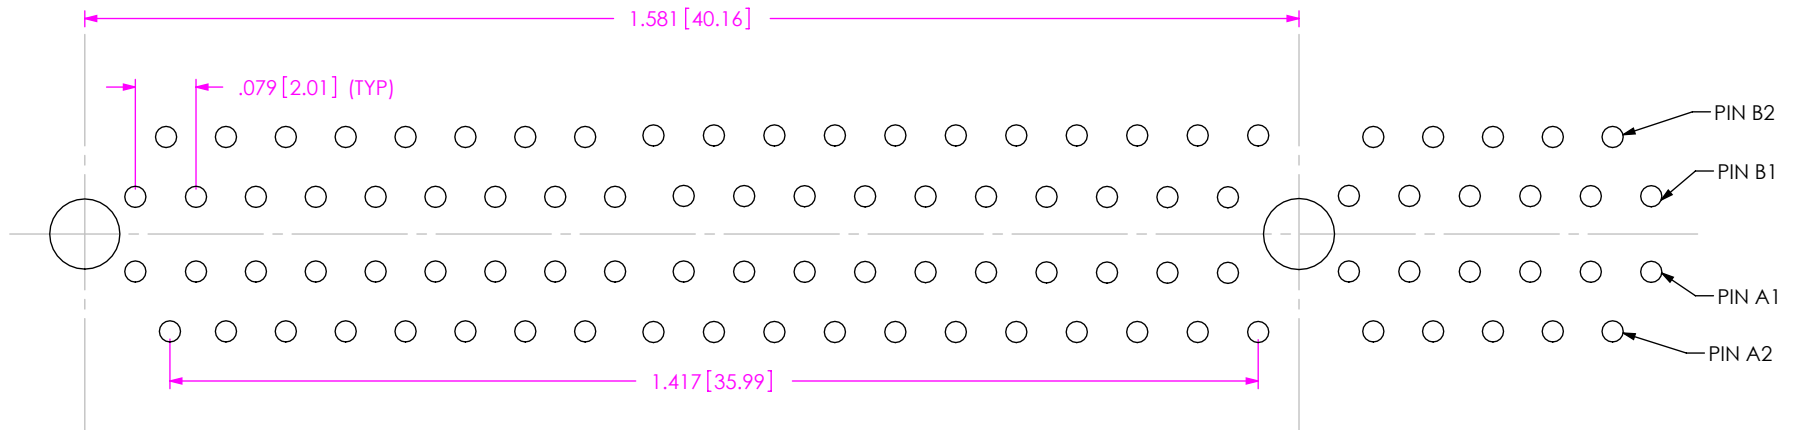 1.581 [40.16]
.079 [2.01] (TYP)
PIN B2
PIN B1
PIN A1
PIN A2
1.417 [35.99]